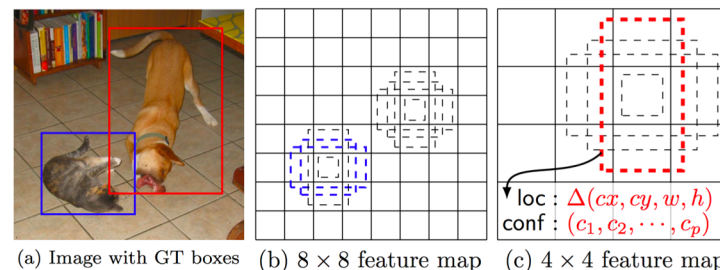 loc : Δ(cx, cy, w, h)
conf : (c₁, c₂, ⋯, cₚ)
(a) Image with GT boxes
(b) 8 × 8 feature map
(c) 4 × 4 feature map